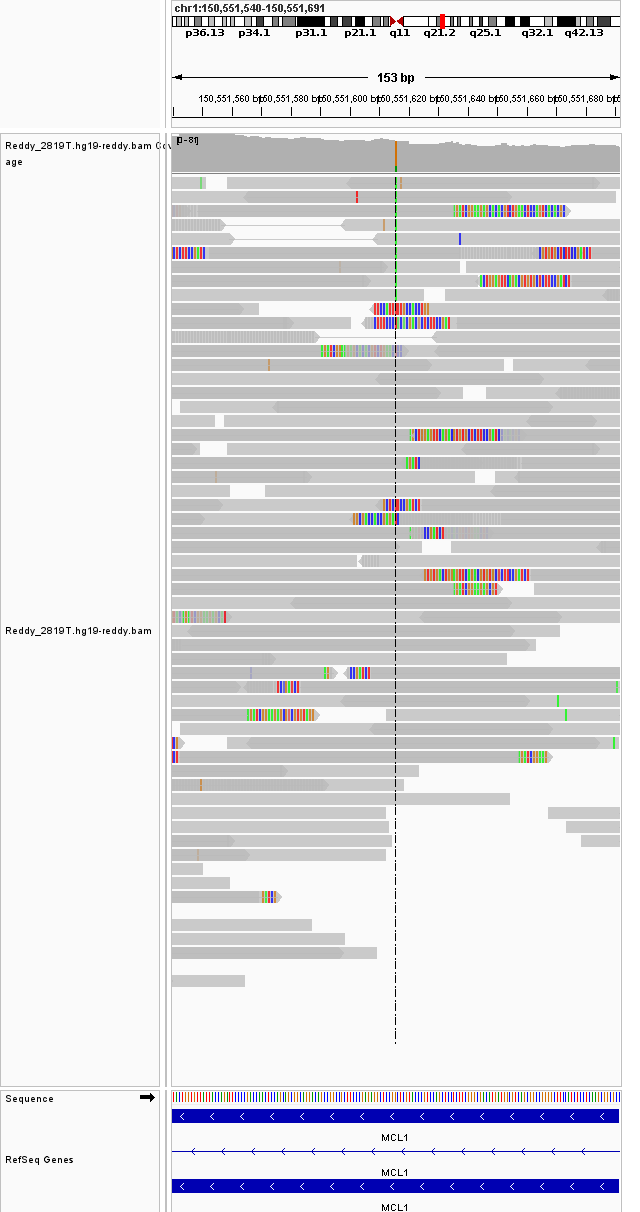 chr1:150,551,540-150,551,691
p36.13 p34.1 p31.1 p21.1 q11 q21.2 q25.1 q32.1 q42.13
153 bp
150,551,560 bp 150,551,580 bp 150,551,600 bp 150,551,620 bp 150,551,640 bp 150,551,660 bp 150,551,680 bp
Reddy_2819T.hg19-reddy.bam Cov
age
[0-81]
Reddy_2819T.hg19-reddy.bam
Sequence
MCL1
RefSeq Genes
MCL1
MCL1